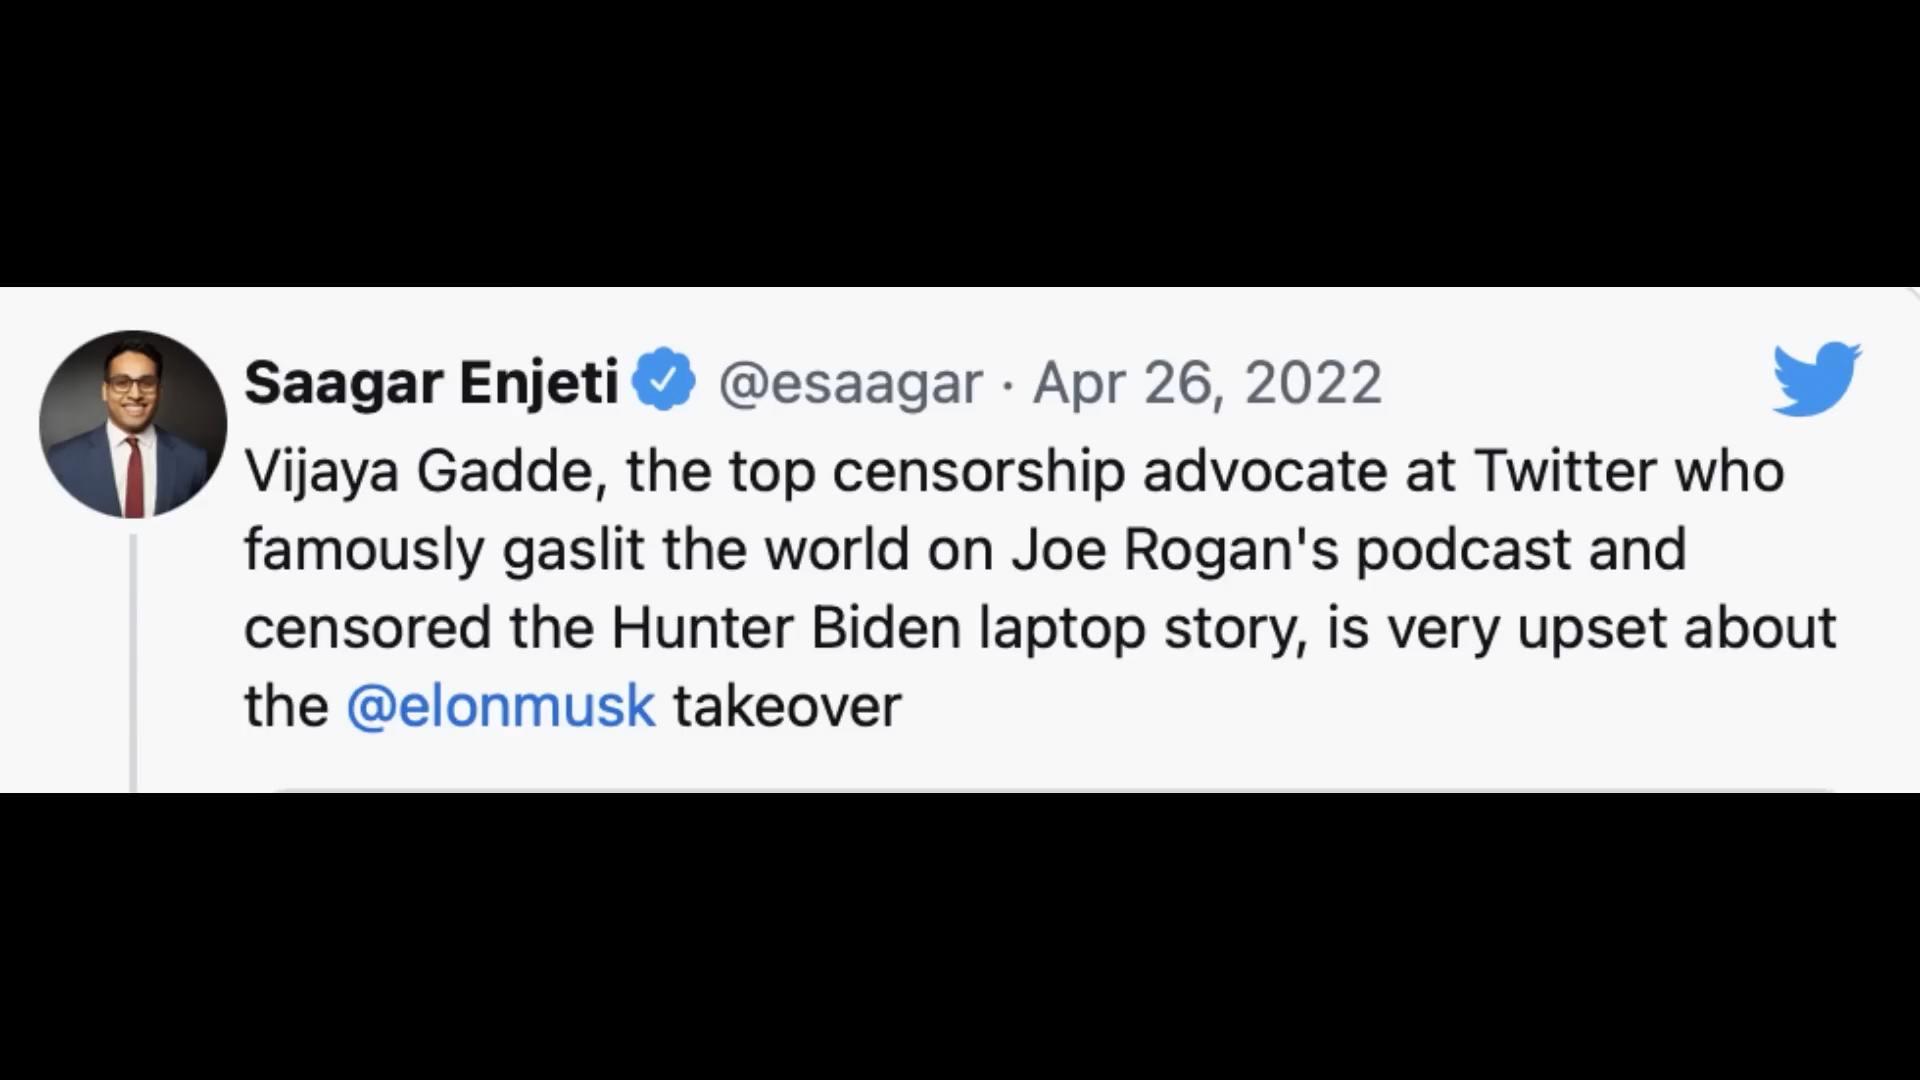 Saagar Enjeti @esaagar · Apr 26, 2022
Vijaya Gadde, the top censorship advocate at Twitter who
famously gaslit the world on Joe Rogan's podcast and
censored the Hunter Biden laptop story, is very upset about
the @elonmusk takeover